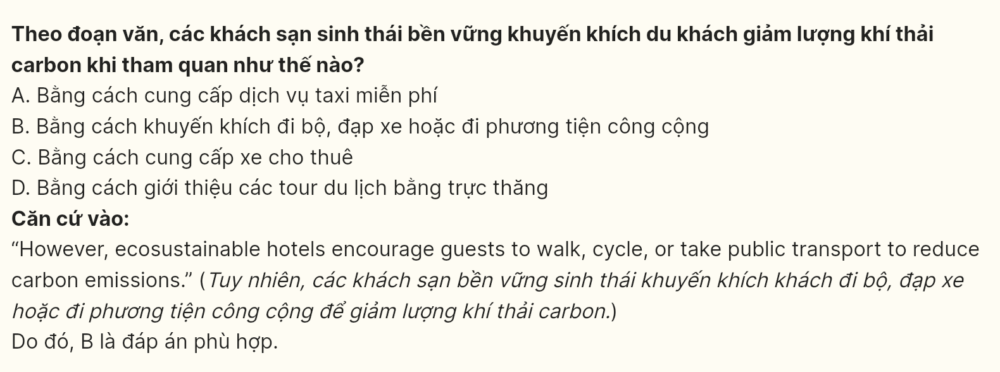 Theo đoạn văn, các khách sạn sinh thái bền vững khuyến khích du khách giảm lượng khí thải
carbon khi tham quan như thế nào?
A. Bằng cách cung cấp dịch vụ taxi miễn phí
B. Bằng cách khuyến khích đi bộ, đạp xe hoặc đi phương tiện công cộng
C. Bằng cách cung cấp xe cho thuê
D. Bằng cách giới thiệu các tour du lịch bằng trực thăng
Căn cứ vào:
“However, ecosustainable hotels encourage guests to walk, cycle, or take public transport to reduce
carbon emissions.” (Tuy nhiên, các khách sạn bền vững sinh thái khuyến khích khách đi bộ, đạp xe
hoặc đi phương tiện công cộng để giảm lượng khí thải carbon.)
Do đó, B là đáp án phù hợp.